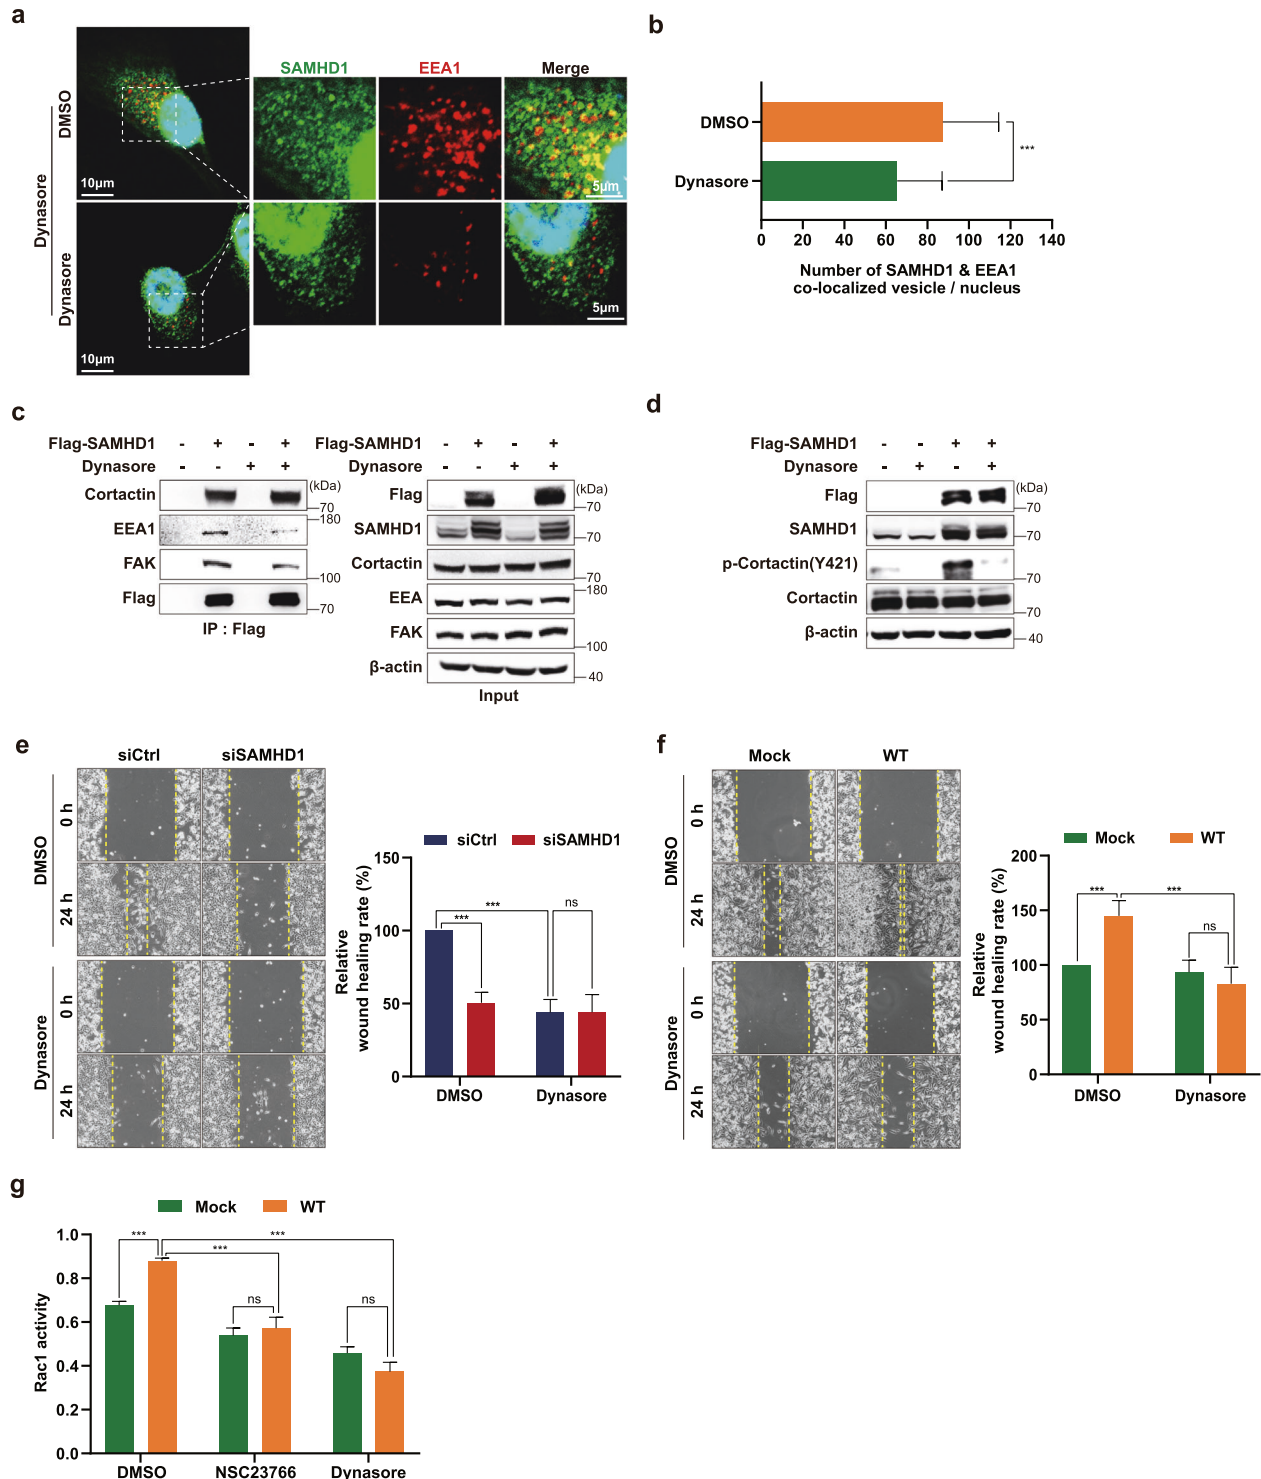 a
SAMHD1 EEA1 Merge
DMSO
10µm 5µm
Dynasore
Dynasore
10µm 5µm
b
DMSO
Dynasore
***
0 20 40 60 80 100 120 140
Number of SAMHD1 & EEA1
co-localized vesicle / nucleus
c
Flag-SAMHD1 - + - +
Dynasore - - + +
(kDa)
Cortactin
70
180
EEA1
FAK
100
Flag
70
IP : Flag
Flag-SAMHD1 - + - +
Dynasore - - + +
(kDa)
Flag
70
SAMHD1
70
Cortactin
70
180
EEA
FAK
100
β-actin
40
Input
d
Flag-SAMHD1 - - + +
Dynasore - + - +
(kDa)
Flag
70
SAMHD1
70
p-Cortactin(Y421)
70
Cortactin
70
β-actin
40
e
siCtrl siSAMHD1
DMSO
0 h
24 h
Dynasore
0 h
24 h
siCtrl siSAMHD1
Relative
wound healing rate (%)
150
100
50
0
*** *** ns
DMSO Dynasore
f
Mock WT
DMSO
0 h
24 h
Dynasore
0 h
24 h
Mock WT
Relative
wound healing rate (%)
200
150
100
50
0
*** *** ns
DMSO Dynasore
g
Mock WT
Rac1 activity
1.0
0.8
0.6
0.4
0.2
0.0
*** *** *** ns ns
DMSO NSC23766 Dynasore